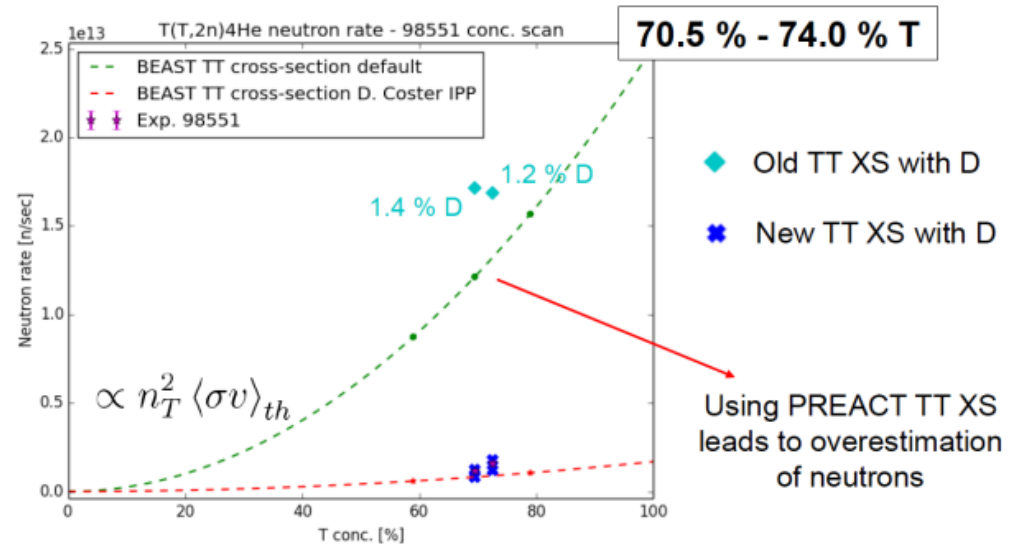 70.5 % - 74.0 % T
T(T,2n)4He neutron rate - 98551 conc. scan
1e13
BEAST TT cross-section default
BEAST TT cross-section D. Coster IPP
Exp. 98551
2.5
2.0
1.5
1.0
0.5
0.0
Neutron rate [n/sec]
1.2 % D
1.4 % D
∝ n_T^2 ⟨σv⟩_th
0 20 40 60 80 100
T conc. [%]
Old TT XS with D
New TT XS with D
Using PREACT TT XS
leads to overestimation
of neutrons